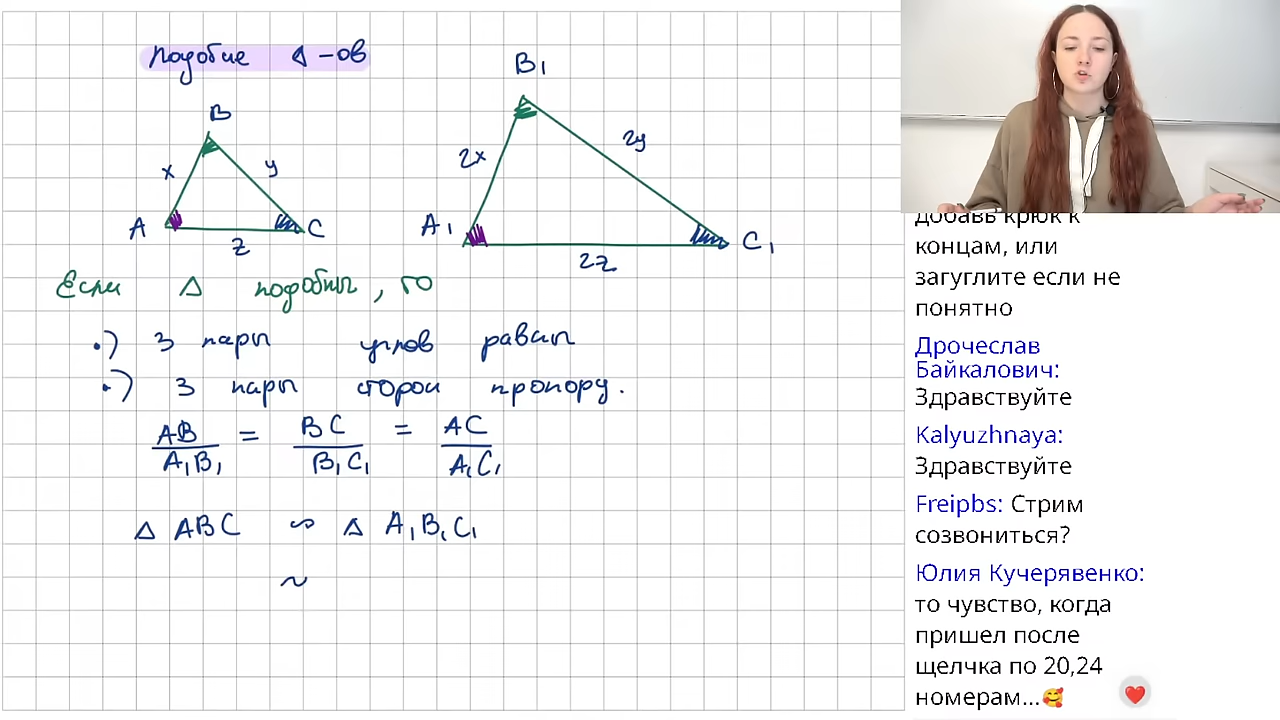 подобие Δ-ов
B
x
y
A
C
z
B₁
2x
2y
A₁
C₁
2z
Если Δ подобны, то
•) 3 пары углов равны
•) 3 пары сторон пропорц.
AB/A₁B₁ = BC/B₁C₁ = AC/A₁C₁
Δ ABC ∽ Δ A₁B₁C₁
~
добавь крюк к
концам, или
загуглите если не
понятно
Дрочеслав
Байкалович:
Здравствуйте
Kalyuzhnaya:
Здравствуйте
Freipbs: Стрим
созвониться?
Юлия Кучерявенко:
то чувство, когда
пришел после
щелчка по 20,24
номерам...🥰